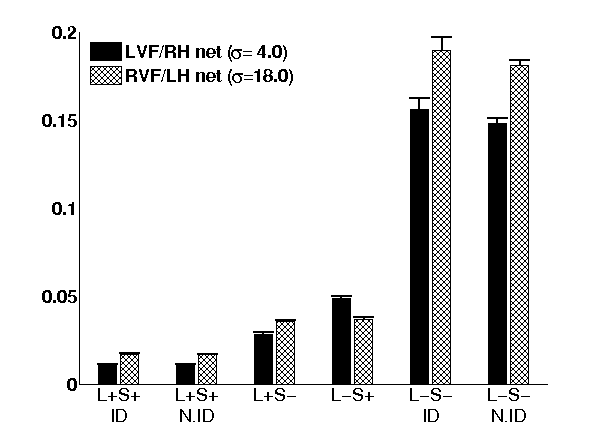 0.2
LVF/RH net (σ= 4.0)
RVF/LH net (σ=18.0)
0.15
0.1
0.05
0
L+S+ L+S+ L+S− L−S+ L−S− L−S−
ID N.ID ID N.ID